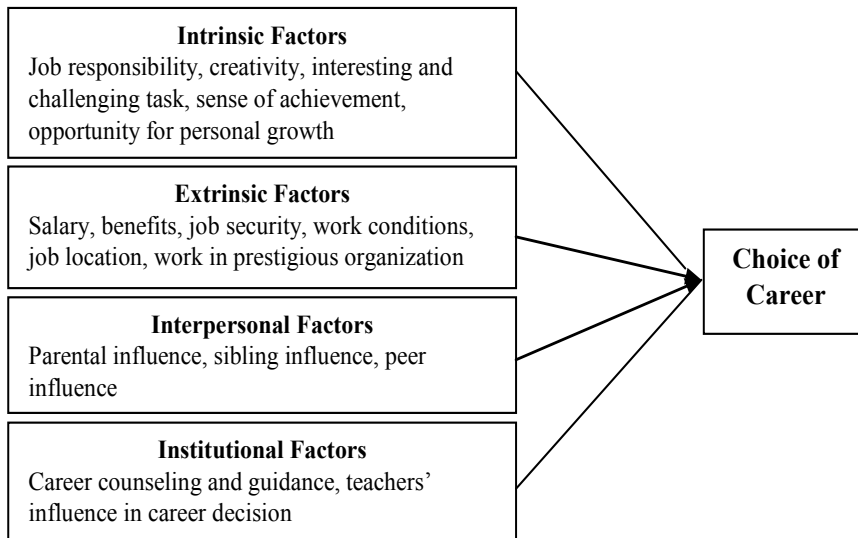 Intrinsic Factors
Job responsibility, creativity, interesting and
challenging task, sense of achievement,
opportunity for personal growth
Extrinsic Factors
Salary, benefits, job security, work conditions,
job location, work in prestigious organization
Interpersonal Factors
Parental influence, sibling influence, peer
influence
Institutional Factors
Career counseling and guidance, teachers’
influence in career decision
Choice of
Career